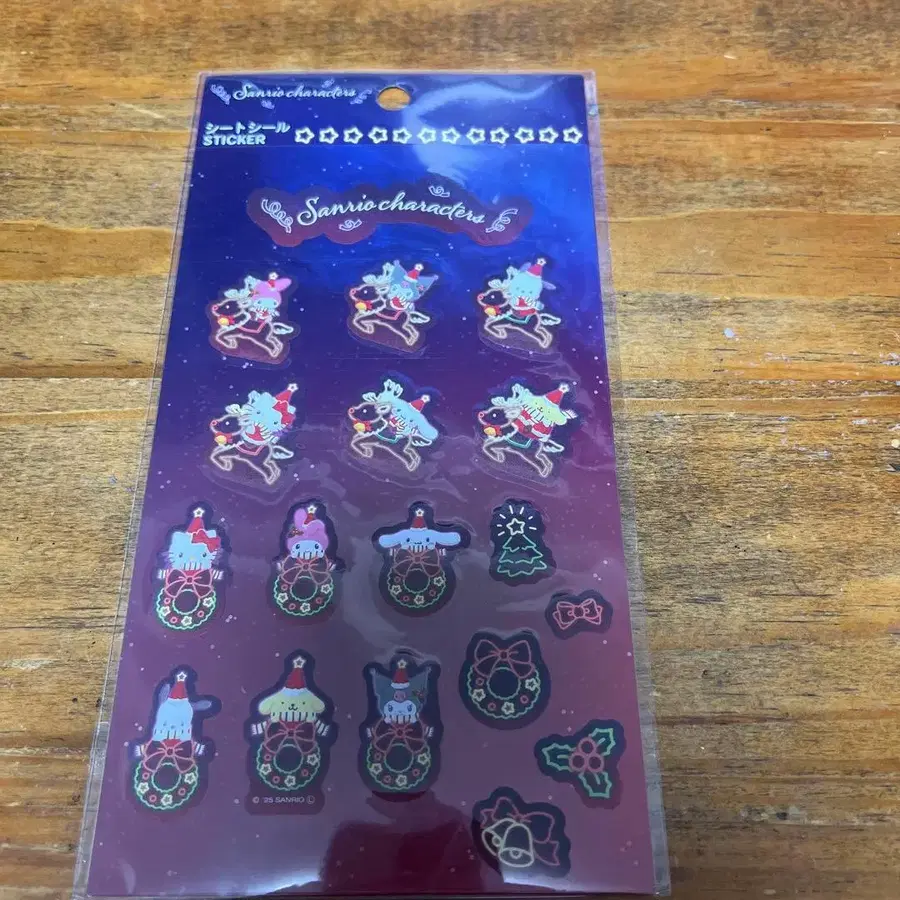 Sanrio characters
シートシール
STICKER
Sanrio characters
© '25 SANRIO Ⓛ